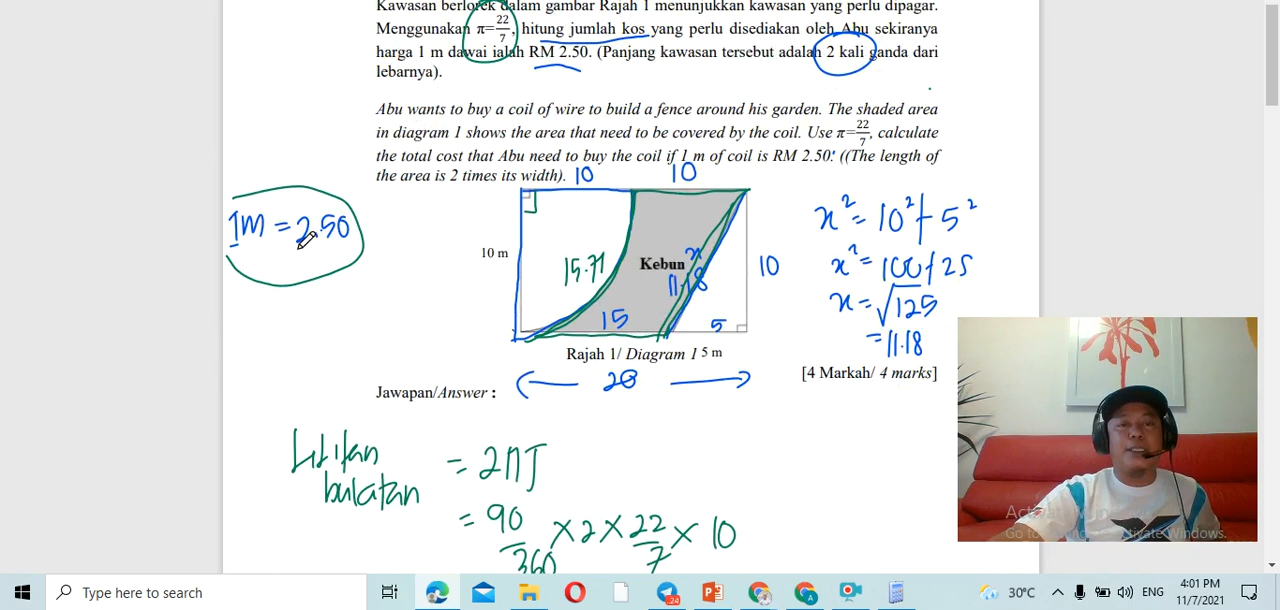 Kawasan berlorek dalam gambar Rajah 1 menunjukkan kawasan yang perlu dipagar.
Menggunakan π=22/7, hitung jumlah kos yang perlu disediakan oleh Abu sekiranya
harga 1 m dawai ialah RM 2.50. (Panjang kawasan tersebut adalah 2 kali ganda dari
lebarnya).
Abu wants to buy a coil of wire to build a fence around his garden. The shaded area
in diagram 1 shows the area that need to be covered by the coil. Use π=22/7, calculate
the total cost that Abu need to buy the coil if 1 m of coil is RM 2.50. ((The length of
the area is 2 times its width).
10
10
1m = 2.50
x² = 10² + 5²
10 m
15.71
Kebun
x
11.18
10
x² = 100 + 25
x = √125
15
5
= 11.18
Rajah 1/ Diagram 1
5 m
20
[4 Markah/ 4 marks]
Jawapan/Answer :
Lilitan
bulatan
= 2πj
= 90/360 × 2 × 22/7 × 10
Type here to search
24
30°C
ENG
4:01 PM
11/7/2021